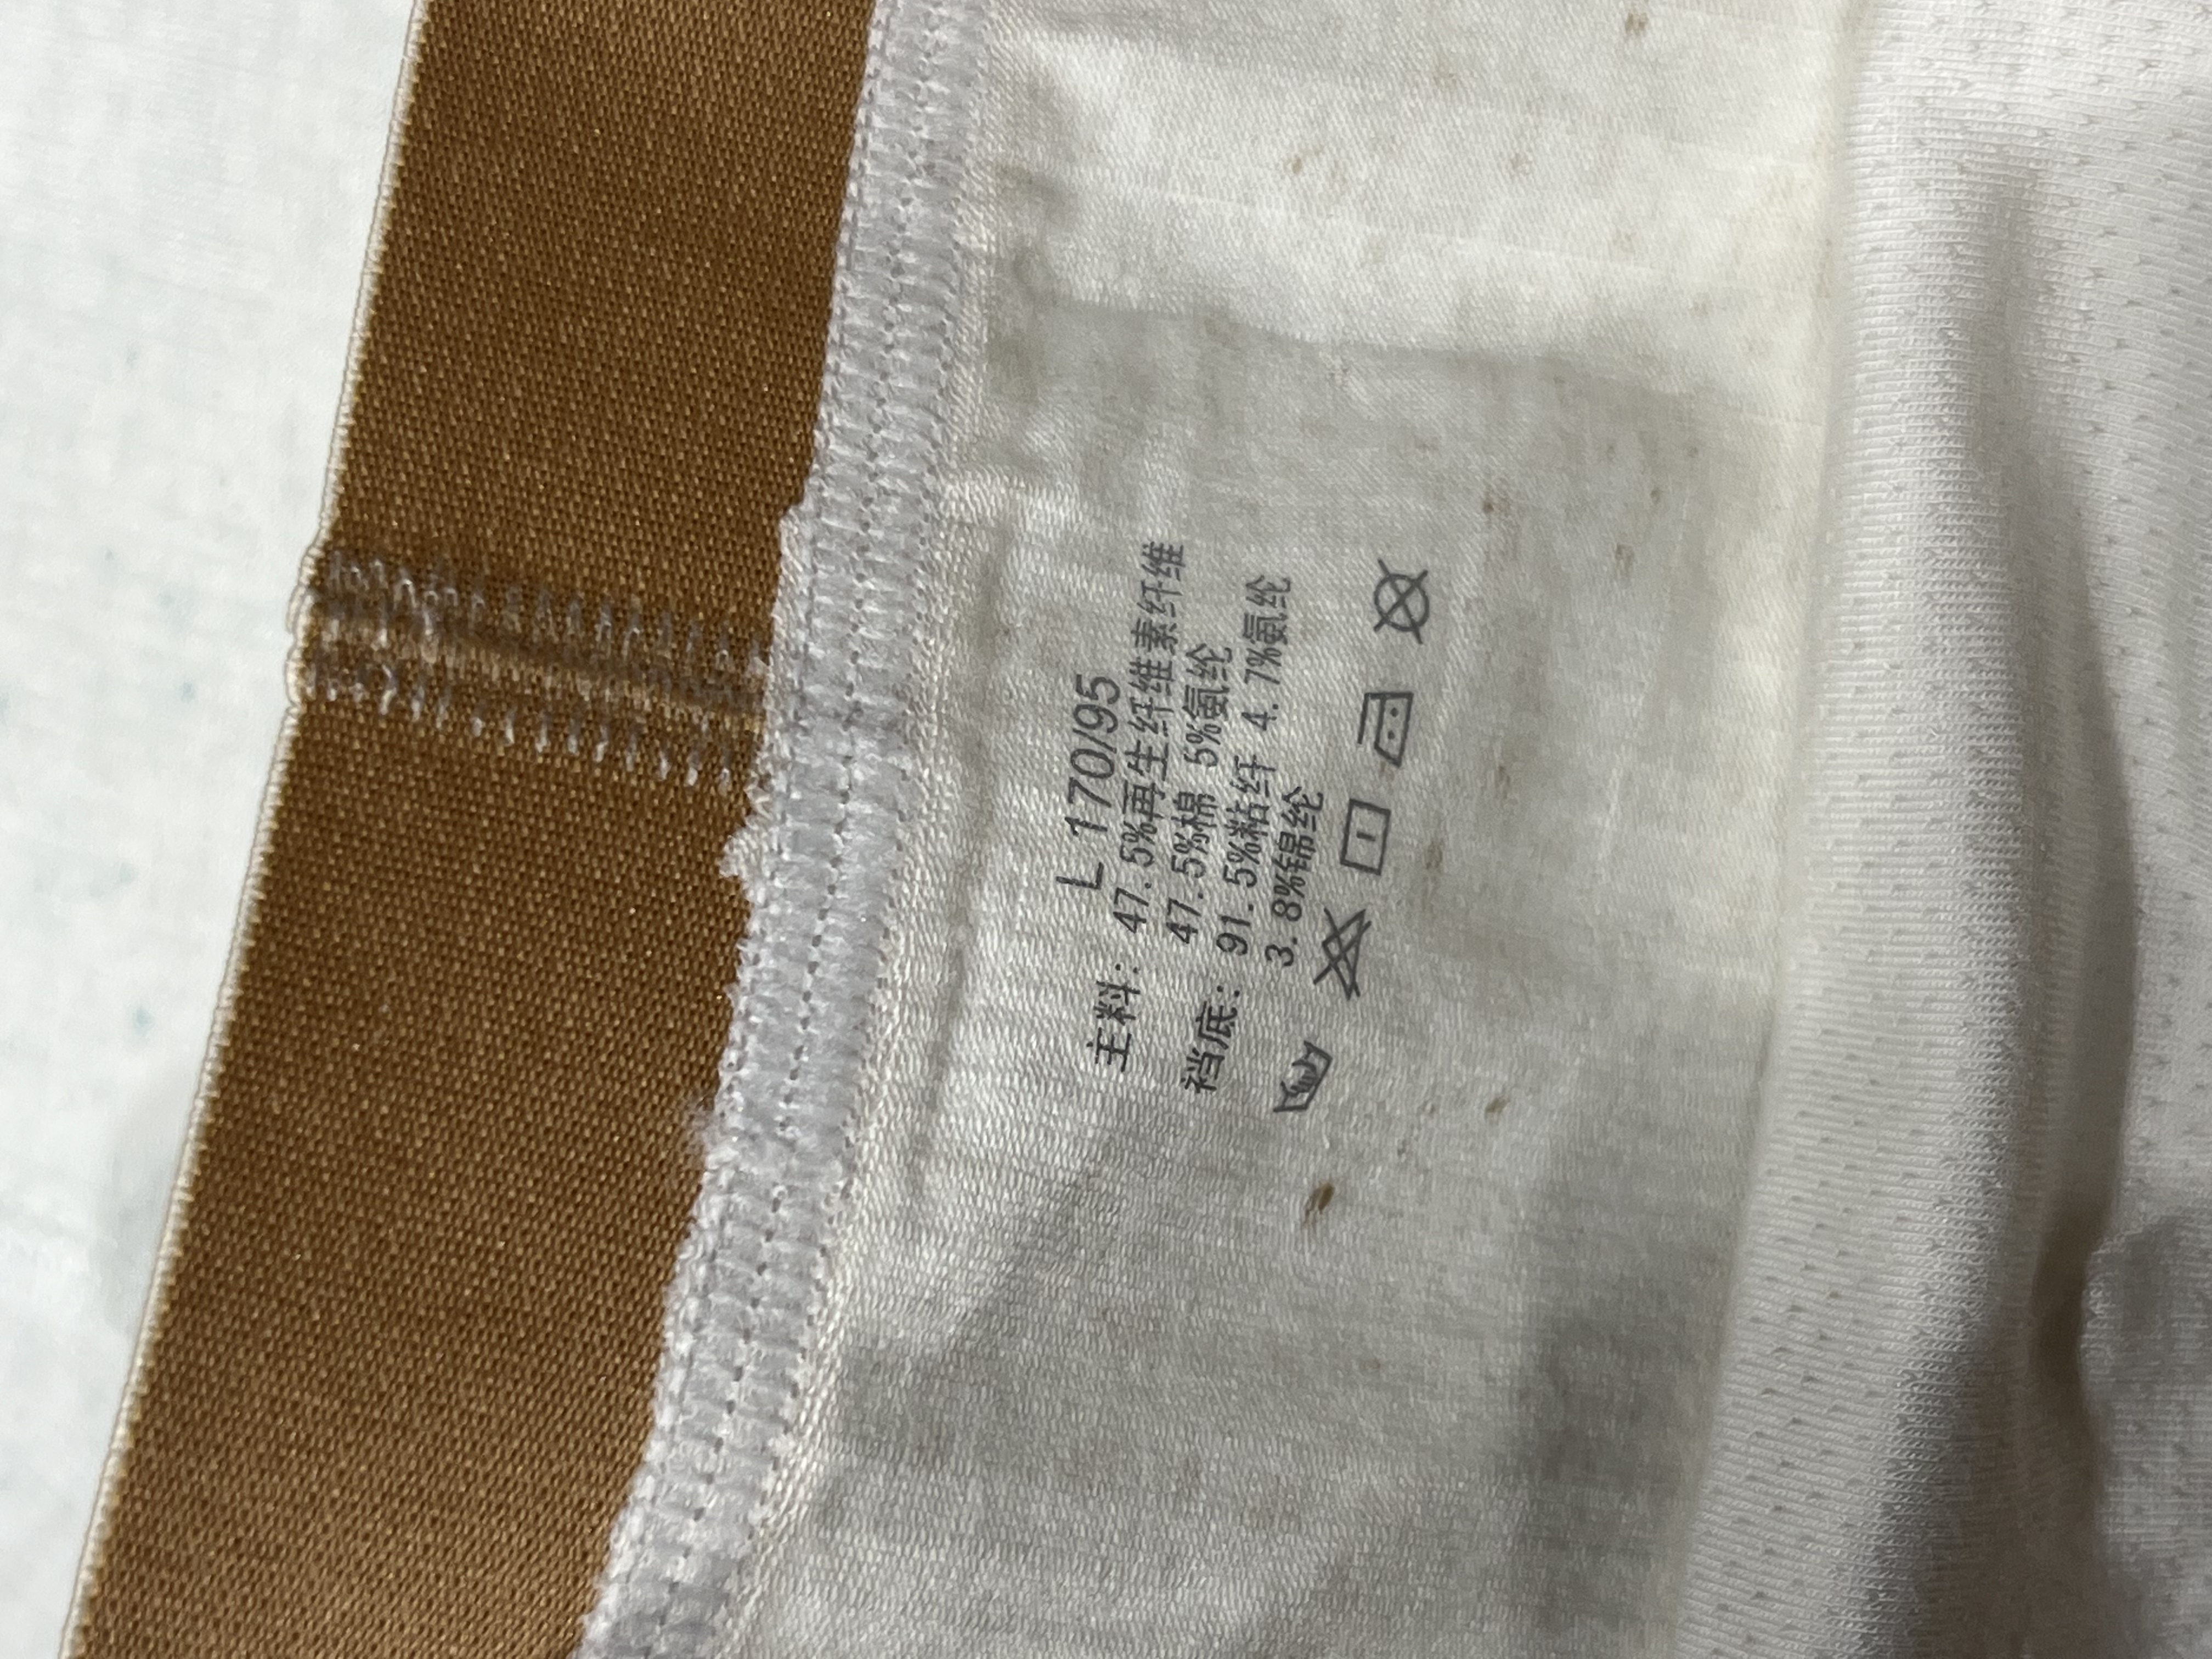 L 170/95
主料: 47.5%再生纤维素纤维
47.5%棉 5%氨纶
裆底: 91.5%粘纤 4.7%氨纶
3.8%锦纶